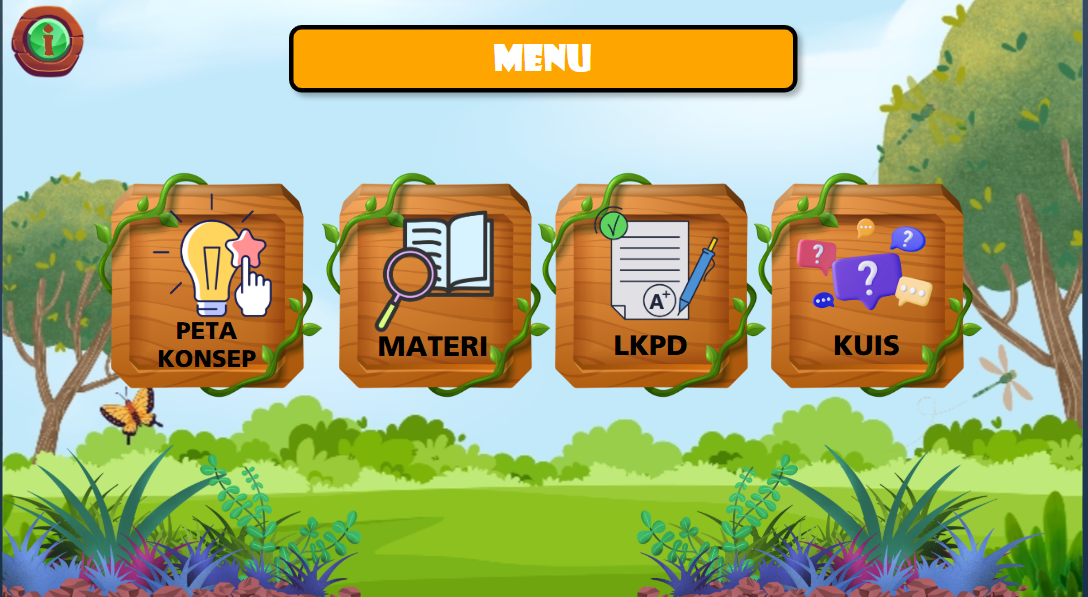 i
MENU
PETA
KONSEP
MATERI
A+
LKPD
?
?
?
KUIS